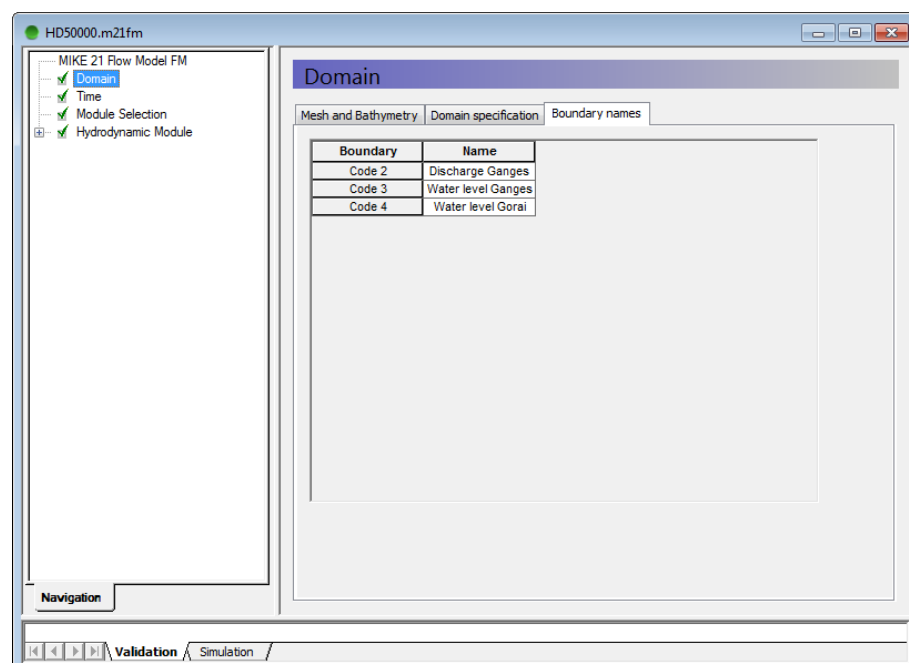 HD50000.m21fm
MIKE 21 Flow Model FM
Domain
Time
Module Selection
Hydrodynamic Module
Navigation
Domain
Mesh and Bathymetry Domain specification Boundary names
Boundary Name
Code 2 Discharge Ganges
Code 3 Water level Ganges
Code 4 Water level Gorai
Validation Simulation